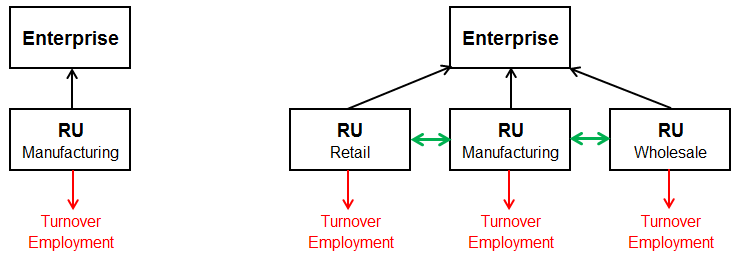 Enterprise
RU
Manufacturing
Turnover
Employment
Enterprise
RU
Retail
Turnover
Employment
RU
Manufacturing
Turnover
Employment
RU
Wholesale
Turnover
Employment